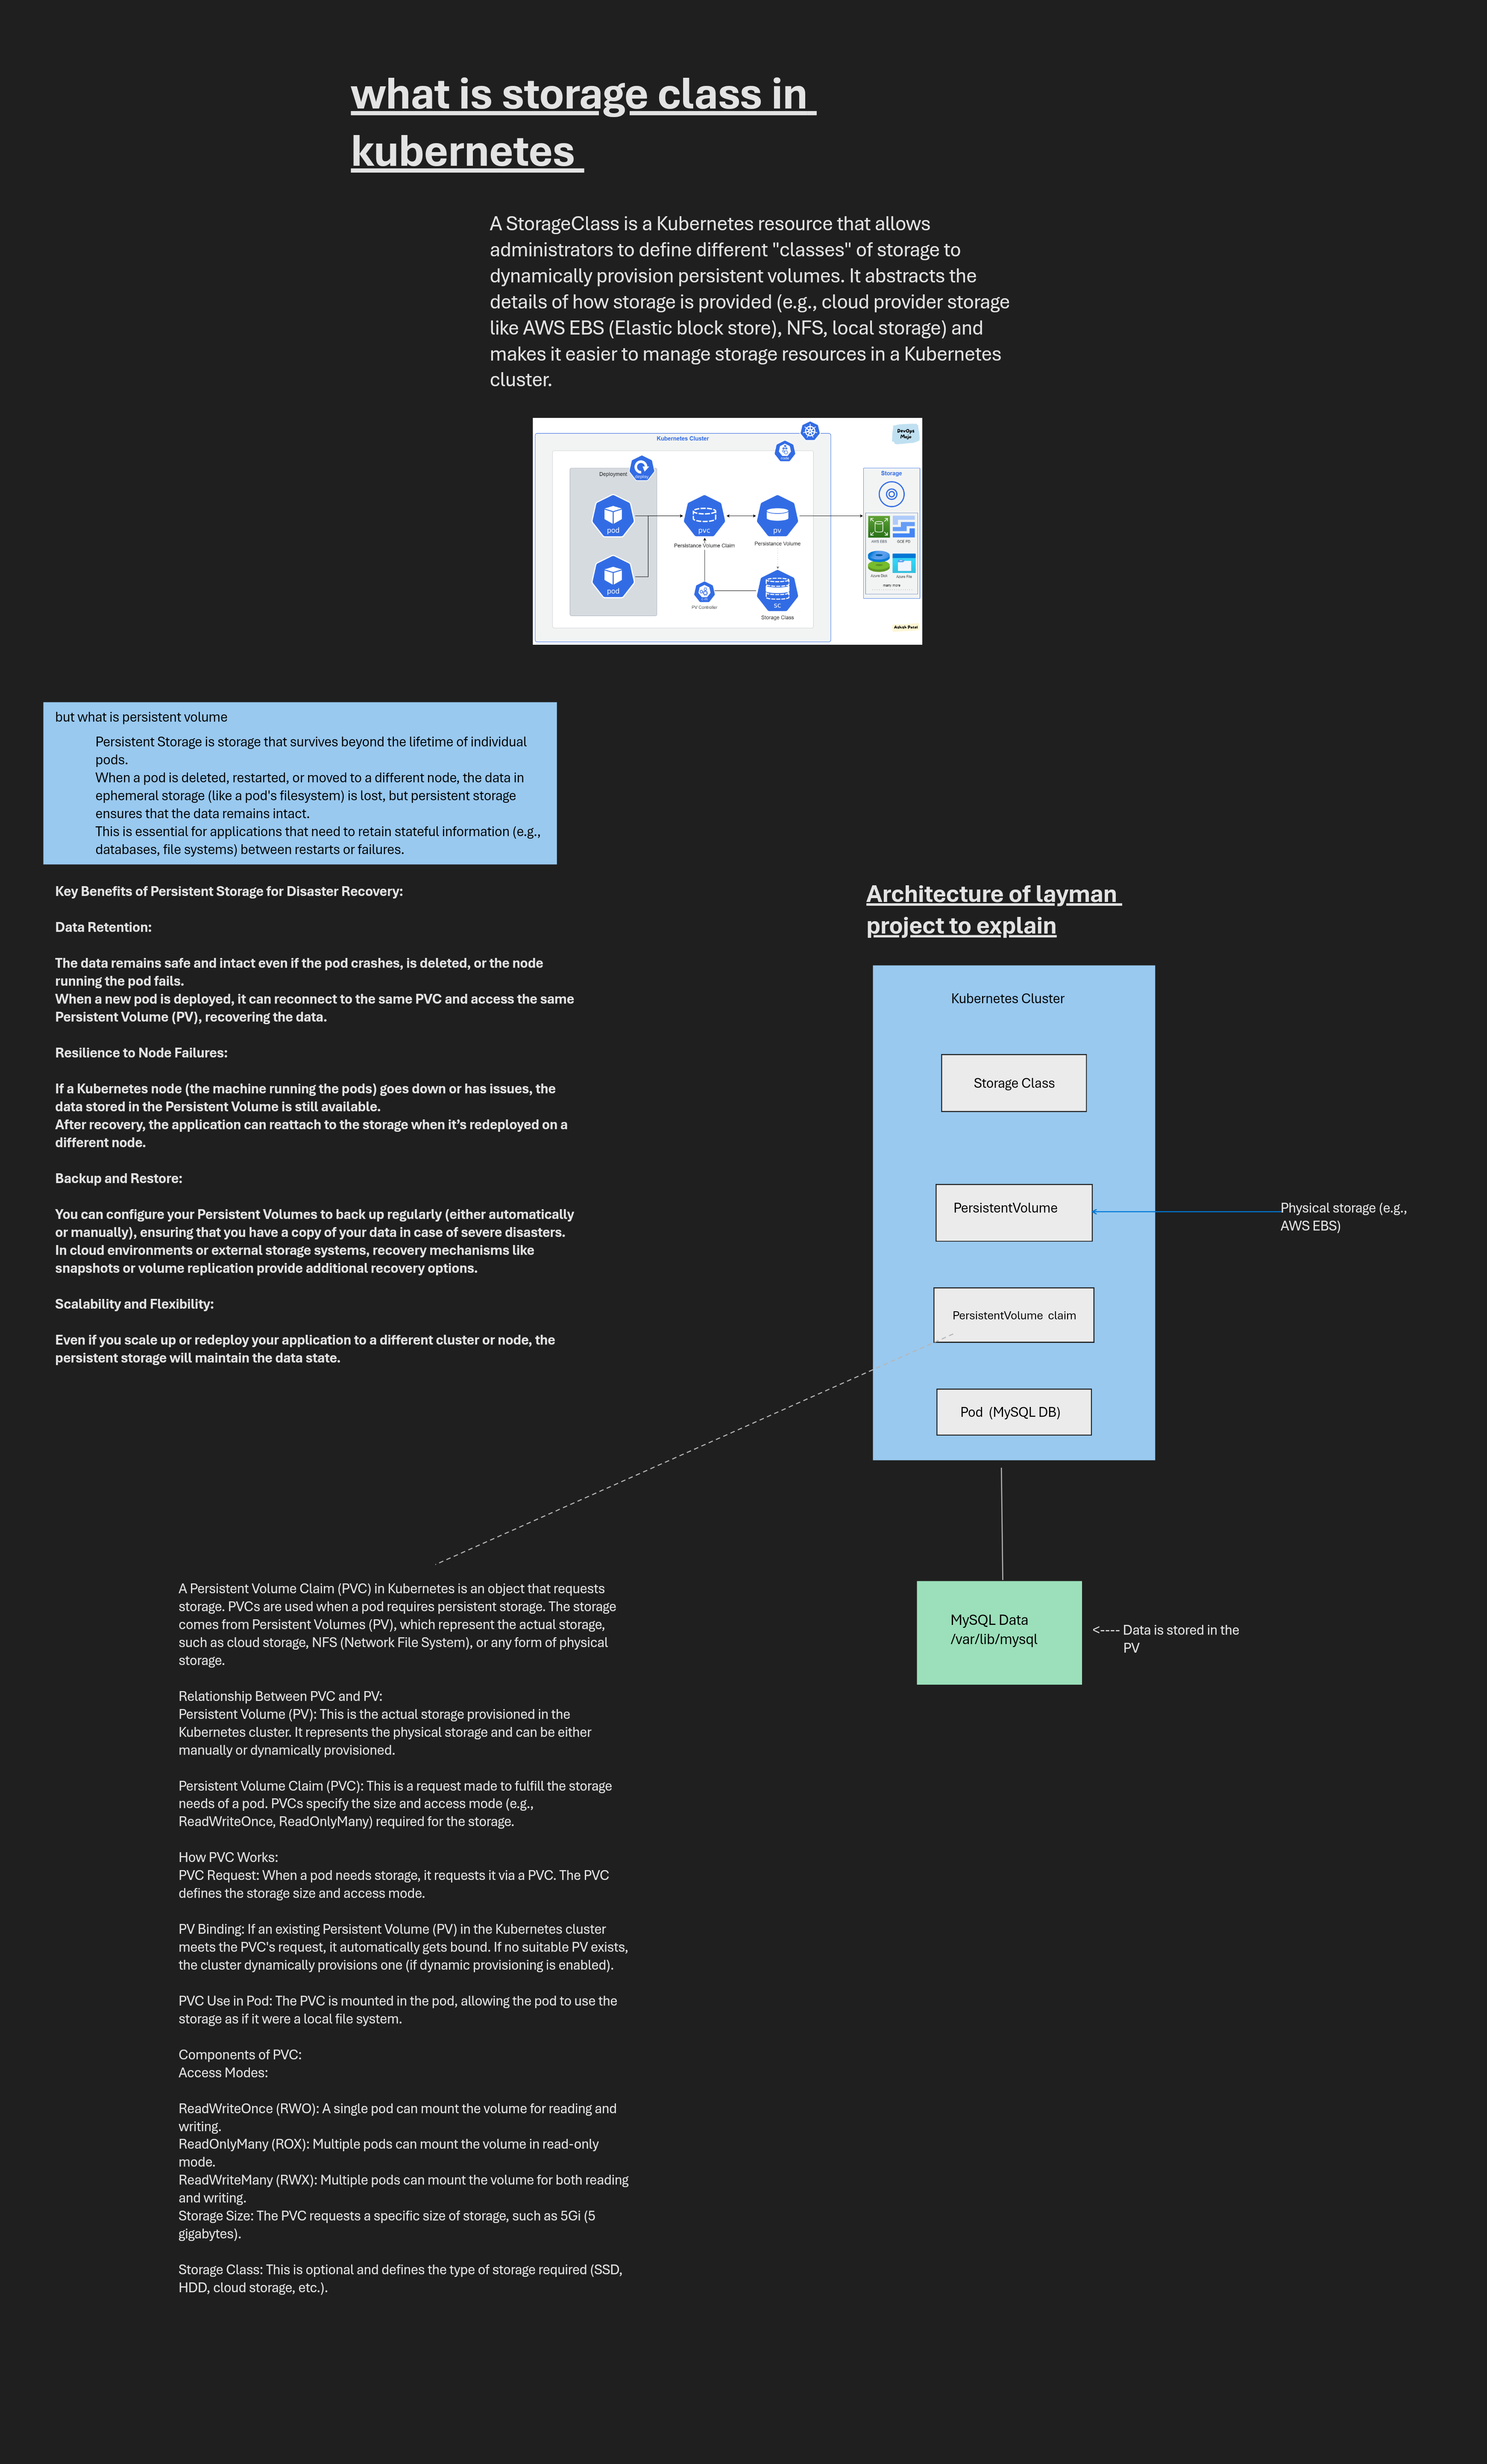 what is storage class in
kubernetes
A StorageClass is a Kubernetes resource that allows
administrators to define different "classes" of storage to
dynamically provision persistent volumes. It abstracts the
details of how storage is provided (e.g., cloud provider storage
like AWS EBS (Elastic block store), NFS, local storage) and
makes it easier to manage storage resources in a Kubernetes
cluster.
Kubernetes Cluster
DevOps
Mojo
Deployment
Storage
pod
pvc
pv
Persistance Volume Claim
Persistance Volume
AWS EBS
GCE PD
Azure Disk
Azure File
many more
pod
PV Controller
sc
Storage Class
Ashish Patel
but what is persistent volume
Persistent Storage is storage that survives beyond the lifetime of individual
pods.
When a pod is deleted, restarted, or moved to a different node, the data in
ephemeral storage (like a pod's filesystem) is lost, but persistent storage
ensures that the data remains intact.
This is essential for applications that need to retain stateful information (e.g.,
databases, file systems) between restarts or failures.
Key Benefits of Persistent Storage for Disaster Recovery:
Data Retention:
The data remains safe and intact even if the pod crashes, is deleted, or the node
running the pod fails.
When a new pod is deployed, it can reconnect to the same PVC and access the same
Persistent Volume (PV), recovering the data.
Resilience to Node Failures:
If a Kubernetes node (the machine running the pods) goes down or has issues, the
data stored in the Persistent Volume is still available.
After recovery, the application can reattach to the storage when it’s redeployed on a
different node.
Backup and Restore:
You can configure your Persistent Volumes to back up regularly (either automatically
or manually), ensuring that you have a copy of your data in case of severe disasters.
In cloud environments or external storage systems, recovery mechanisms like
snapshots or volume replication provide additional recovery options.
Scalability and Flexibility:
Even if you scale up or redeploy your application to a different cluster or node, the
persistent storage will maintain the data state.
Architecture of layman
project to explain
Kubernetes Cluster
Storage Class
PersistentVolume
Physical storage (e.g.,
AWS EBS)
PersistentVolume claim
Pod (MySQL DB)
MySQL Data
/var/lib/mysql
<---- Data is stored in the
PV
A Persistent Volume Claim (PVC) in Kubernetes is an object that requests
storage. PVCs are used when a pod requires persistent storage. The storage
comes from Persistent Volumes (PV), which represent the actual storage,
such as cloud storage, NFS (Network File System), or any form of physical
storage.
Relationship Between PVC and PV:
Persistent Volume (PV): This is the actual storage provisioned in the
Kubernetes cluster. It represents the physical storage and can be either
manually or dynamically provisioned.
Persistent Volume Claim (PVC): This is a request made to fulfill the storage
needs of a pod. PVCs specify the size and access mode (e.g.,
ReadWriteOnce, ReadOnlyMany) required for the storage.
How PVC Works:
PVC Request: When a pod needs storage, it requests it via a PVC. The PVC
defines the storage size and access mode.
PV Binding: If an existing Persistent Volume (PV) in the Kubernetes cluster
meets the PVC's request, it automatically gets bound. If no suitable PV exists,
the cluster dynamically provisions one (if dynamic provisioning is enabled).
PVC Use in Pod: The PVC is mounted in the pod, allowing the pod to use the
storage as if it were a local file system.
Components of PVC:
Access Modes:
ReadWriteOnce (RWO): A single pod can mount the volume for reading and
writing.
ReadOnlyMany (ROX): Multiple pods can mount the volume in read-only
mode.
ReadWriteMany (RWX): Multiple pods can mount the volume for both reading
and writing.
Storage Size: The PVC requests a specific size of storage, such as 5Gi (5
gigabytes).
Storage Class: This is optional and defines the type of storage required (SSD,
HDD, cloud storage, etc.).